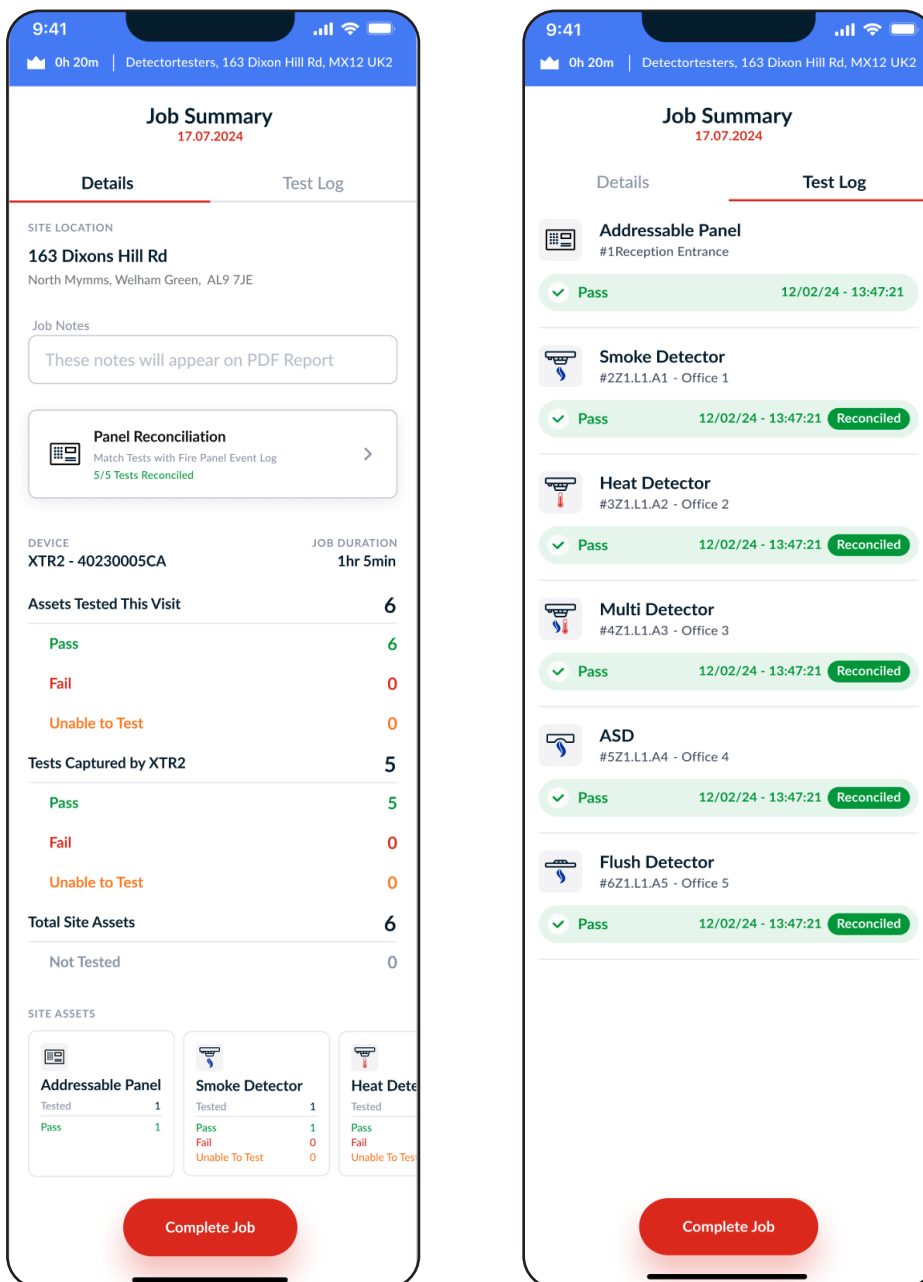 9:41
0h 20m | Detectortesters, 163 Dixon Hill Rd, MX12 UK2
Job Summary
17.07.2024
Details Test Log
SITE LOCATION
163 Dixons Hill Rd
North Mymms, Welham Green, AL9 7JE
Job Notes
These notes will appear on PDF Report
Panel Reconciliation
Match Tests with Fire Panel Event Log
5/5 Tests Reconciled
DEVICE JOB DURATION
XTR2 - 40230005CA 1hr 5min
Assets Tested This Visit 6
Pass 6
Fail 0
Unable to Test 0
Tests Captured by XTR2 5
Pass 5
Fail 0
Unable to Test 0
Total Site Assets 6
Not Tested 0
SITE ASSETS
Addressable Panel
Tested 1
Pass 1
Smoke Detector
Tested 1
Pass 1
Fail 0
Unable To Test 0
Heat Dete
Tested
Pass
Fail
Unable To Tes
Complete Job
9:41
0h 20m | Detectortesters, 163 Dixon Hill Rd, MX12 UK2
Job Summary
17.07.2024
Details Test Log
Addressable Panel
#1Reception Entrance
Pass 12/02/24 - 13:47:21
Smoke Detector
#2Z1.L1.A1 - Office 1
Pass 12/02/24 - 13:47:21 Reconciled
Heat Detector
#3Z1.L1.A2 - Office 2
Pass 12/02/24 - 13:47:21 Reconciled
Multi Detector
#4Z1.L1.A3 - Office 3
Pass 12/02/24 - 13:47:21 Reconciled
ASD
#5Z1.L1.A4 - Office 4
Pass 12/02/24 - 13:47:21 Reconciled
Flush Detector
#6Z1.L1.A5 - Office 5
Pass 12/02/24 - 13:47:21 Reconciled
Complete Job